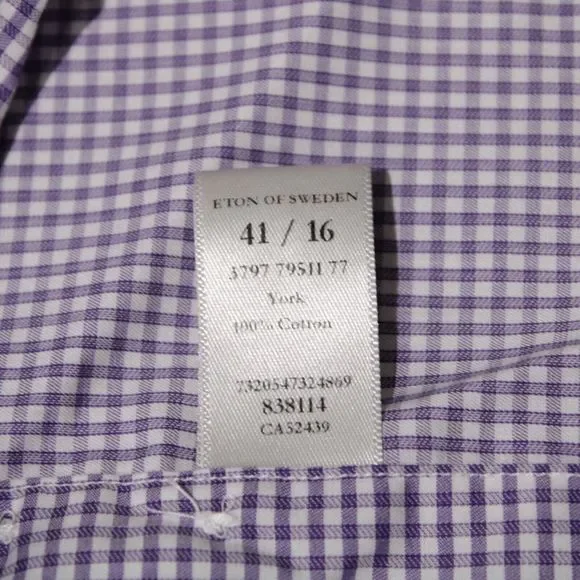 ETON OF SWEDEN
41 / 16
3797 79511 77
York
100% Cotton
7320547324869
838114
CA52439